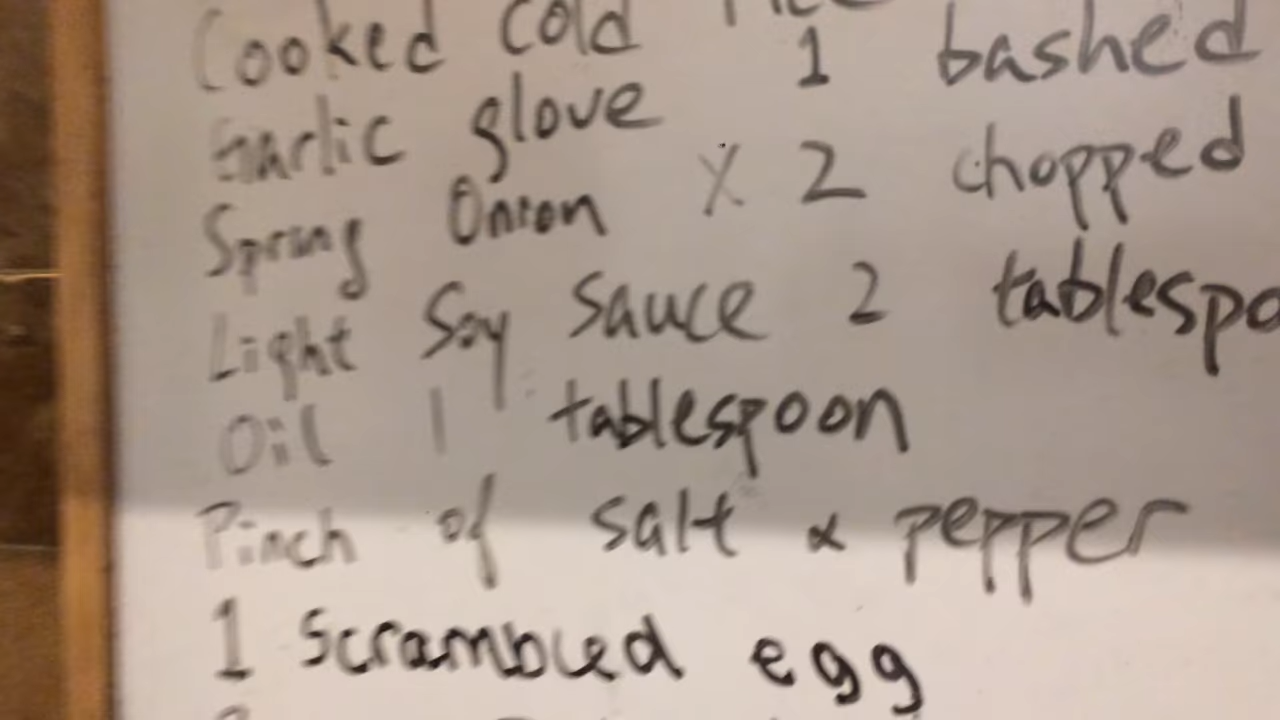 Cooked Cold
Garlic glove 1 bashed
Spring Onion X 2 chopped
Light Soy Sauce 2 tablespo
Oil 1 tablespoon
Pinch of salt & pepper
1 Scrambled egg